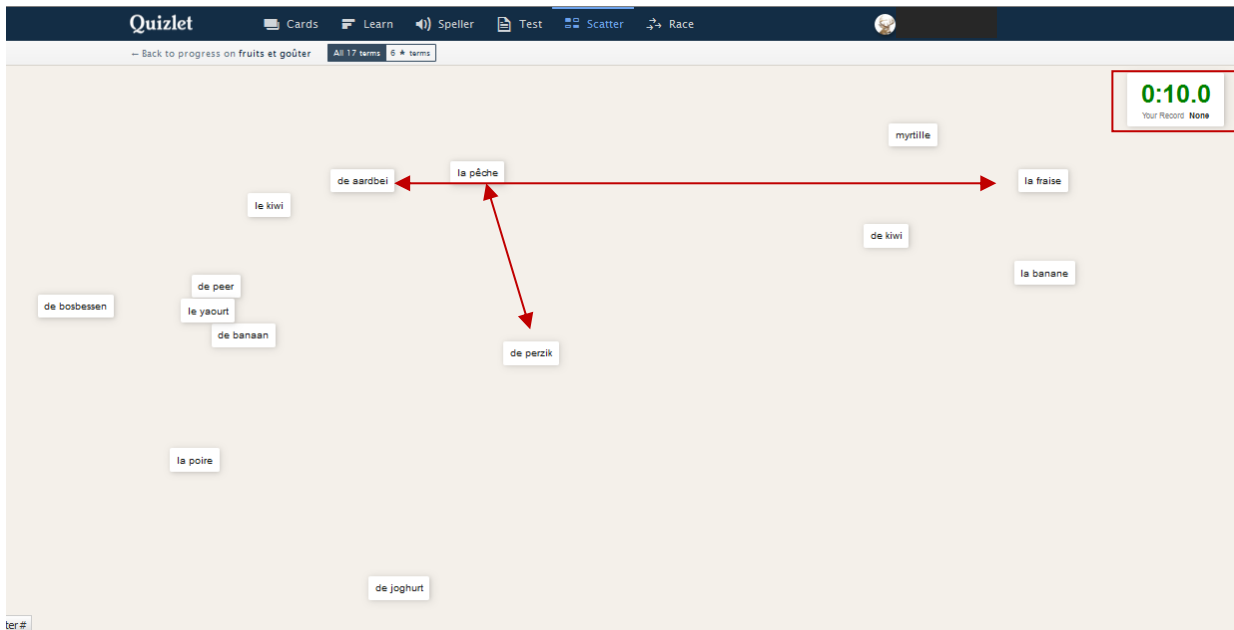 Quizlet
Cards
Learn
Speller
Test
Scatter
Race
← Back to progress on fruits et goûter
All 17 terms
6 ★ terms
0:10.0
Your Record None
myrtille
la pêche
de aardbei
la fraise
le kiwi
de kiwi
la banane
de peer
de bosbessen
le yaourt
de banaan
de perzik
la poire
de joghurt
ter#